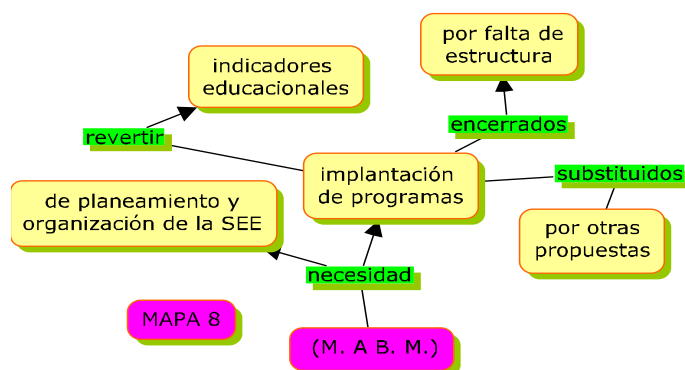 por falta de
estructura
indicadores
educacionales
encerrados
revertir
implantación
de programas
substituidos
de planeamiento y
organización de la SEE
por otras
propuestas
necesidad
MAPA 8
(M. A B. M.)